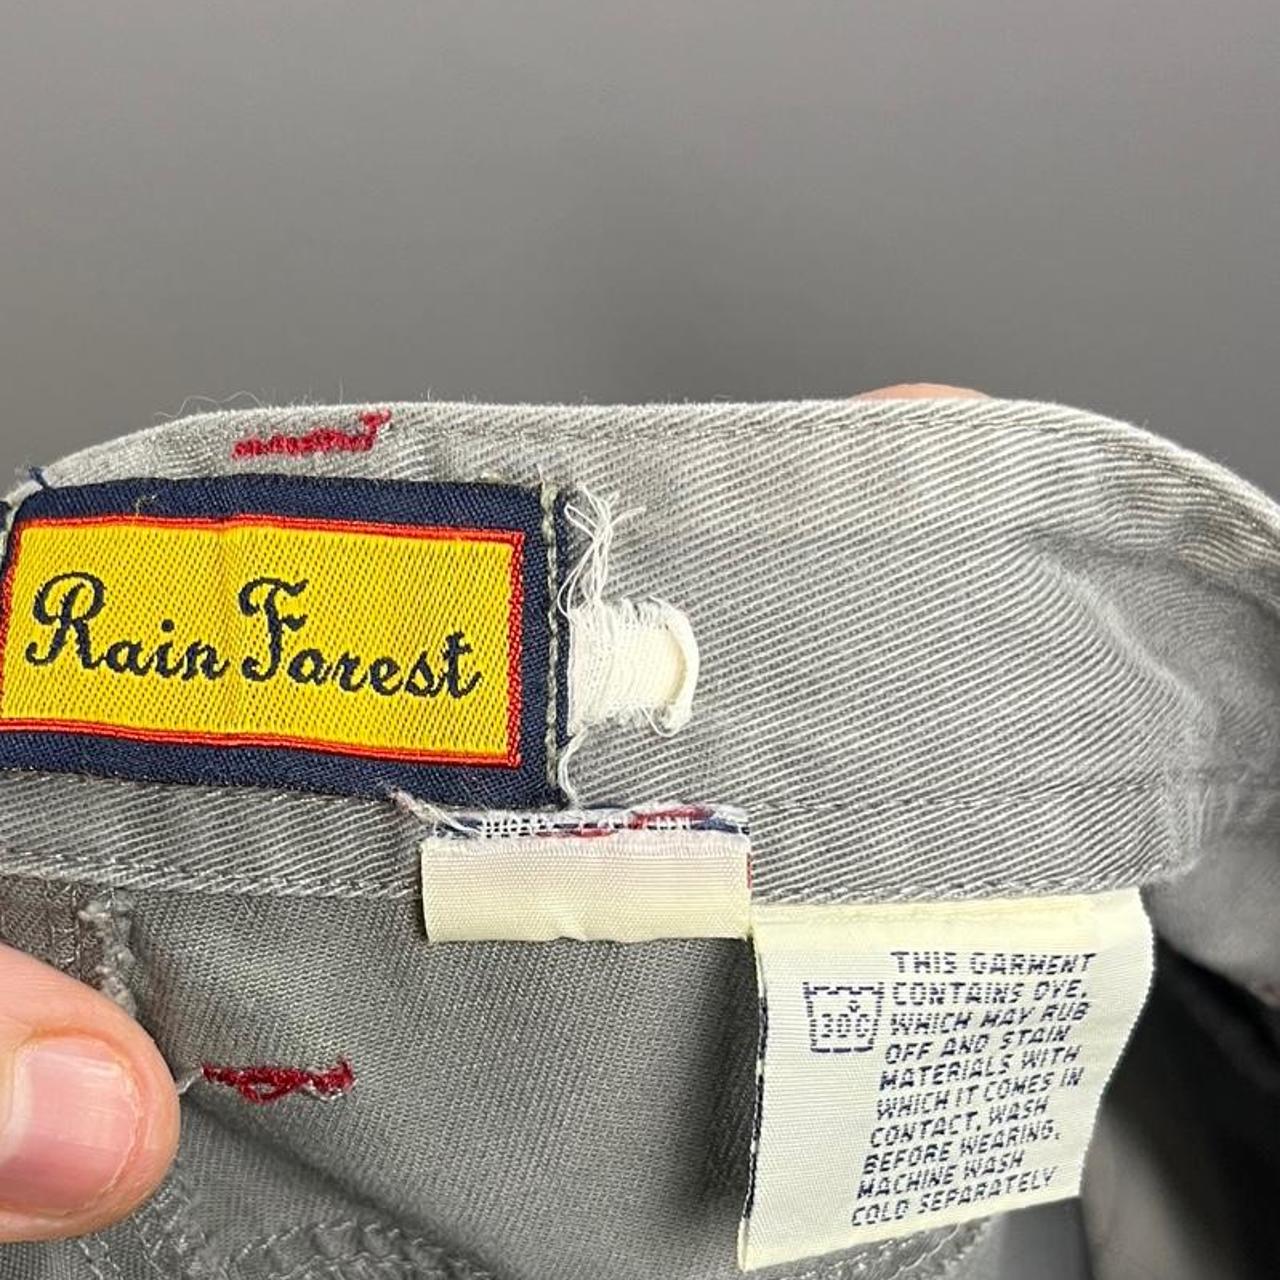 Rain Forest
THIS GARMENT
CONTAINS DYE,
WHICH MAY RUB
OFF AND STAIN
MATERIALS WITH
WHICH IT COMES IN
CONTACT. WASH
BEFORE WEARING.
MACHINE WASH
COLD SEPARATELY
30°C